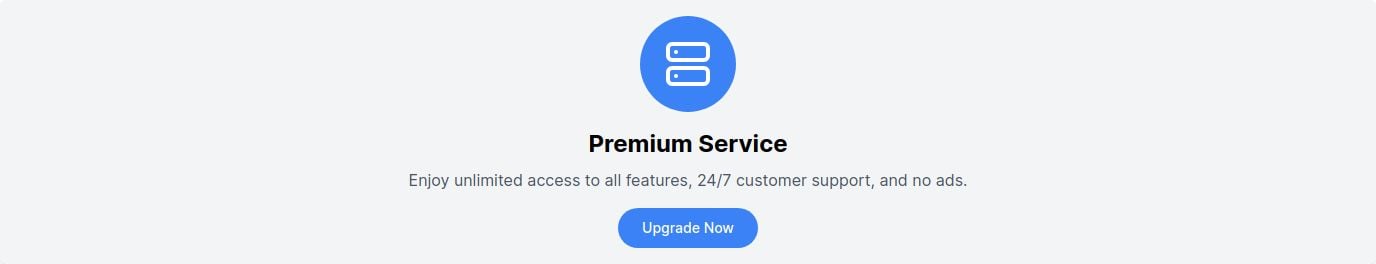 Premium Service
Enjoy unlimited access to all features, 24/7 customer support, and no ads.
Upgrade Now